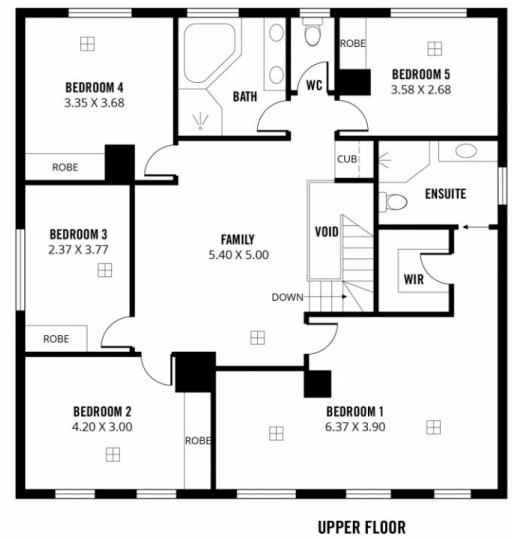 BEDROOM 4
3.35 X 3.68
BATH
WC
ROBE
BEDROOM 5
3.58 X 2.68
ROBE
CUB
ENSUITE
BEDROOM 3
2.37 X 3.77
FAMILY
5.40 X 5.00
VOID
WIR
DOWN
ROBE
BEDROOM 2
4.20 X 3.00
ROBE
BEDROOM 1
6.37 X 3.90
UPPER FLOOR